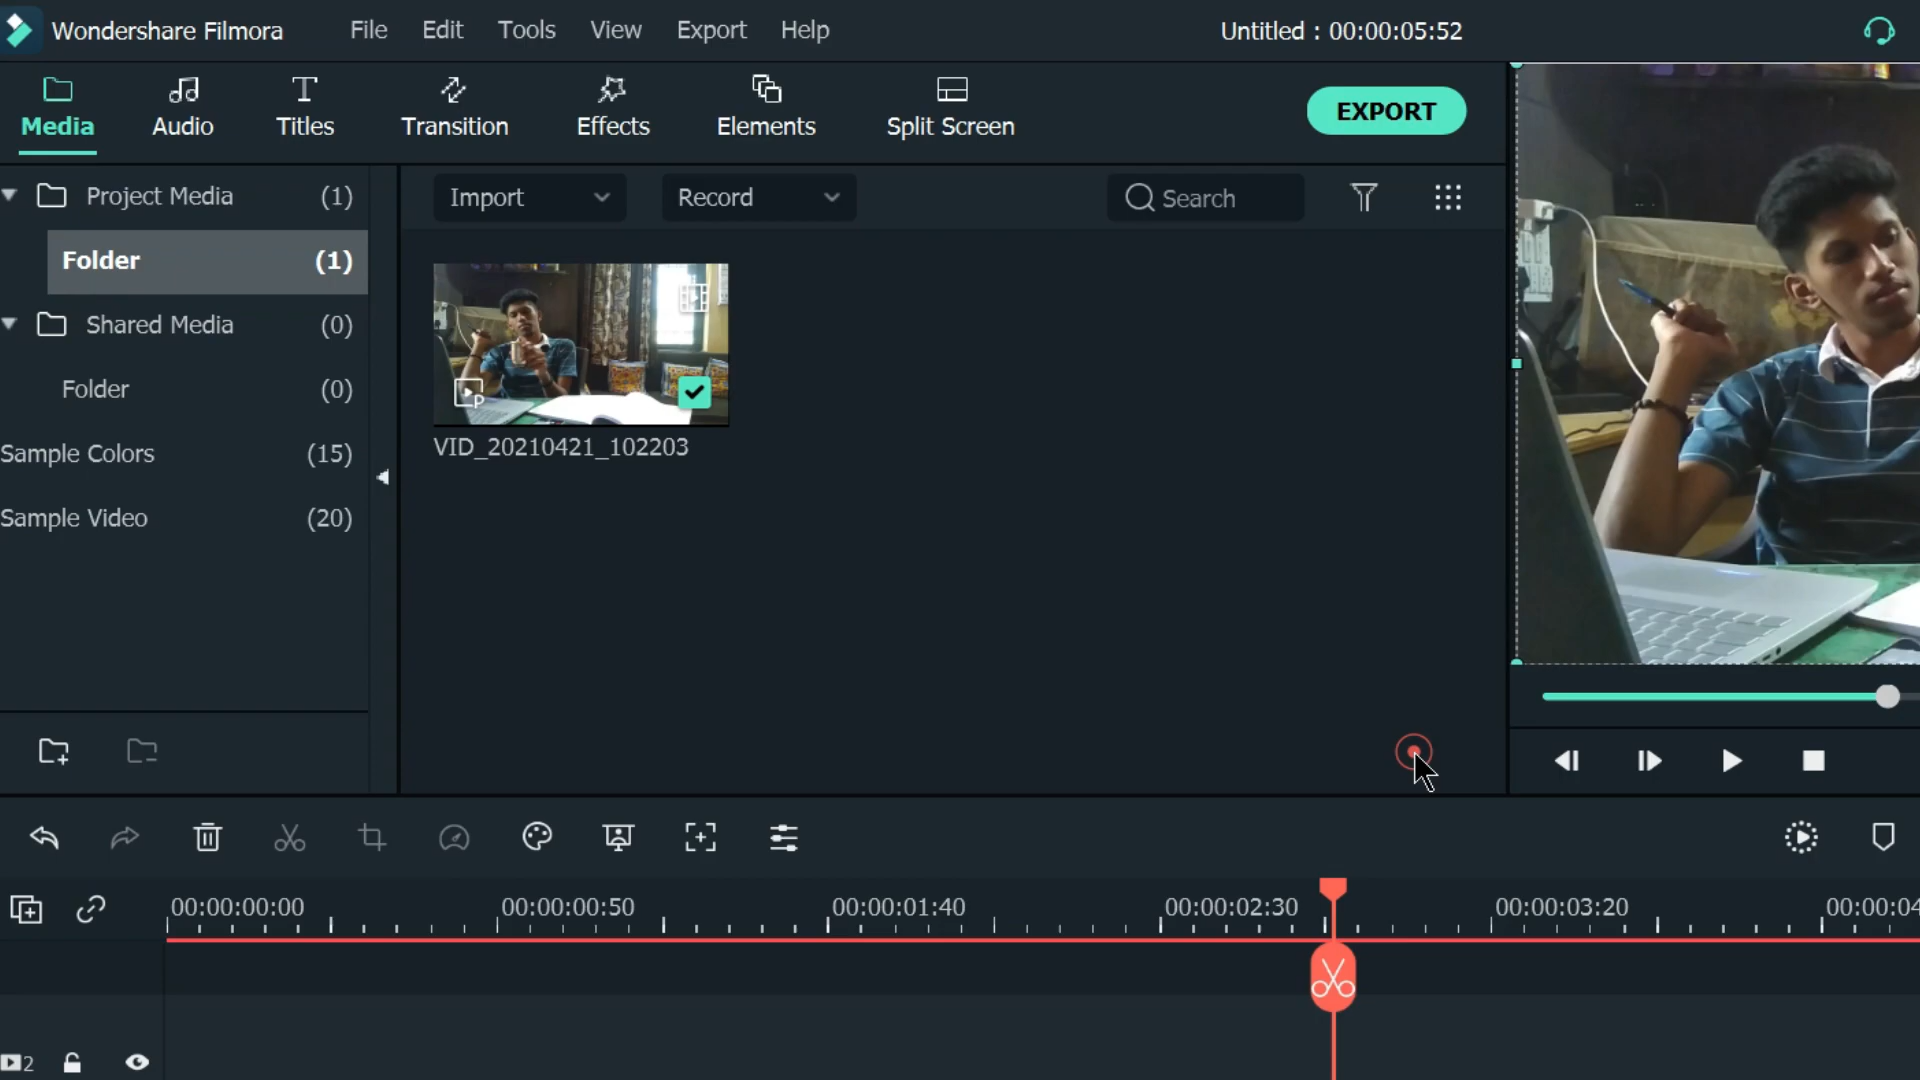 Wondershare Filmora
File
Edit
Tools
View
Export
Help
Untitled : 00:00:05:52
Media
Audio
Titles
Transition
Effects
Elements
Split Screen
EXPORT
Project Media (1)
Folder (1)
Shared Media (0)
Folder (0)
Sample Colors (15)
Sample Video (20)
Import
Record
Search
VID_20210421_102203
00:00:00:00
00:00:00:50
00:00:01:40
00:00:02:30
00:00:03:20
00:00:04
2